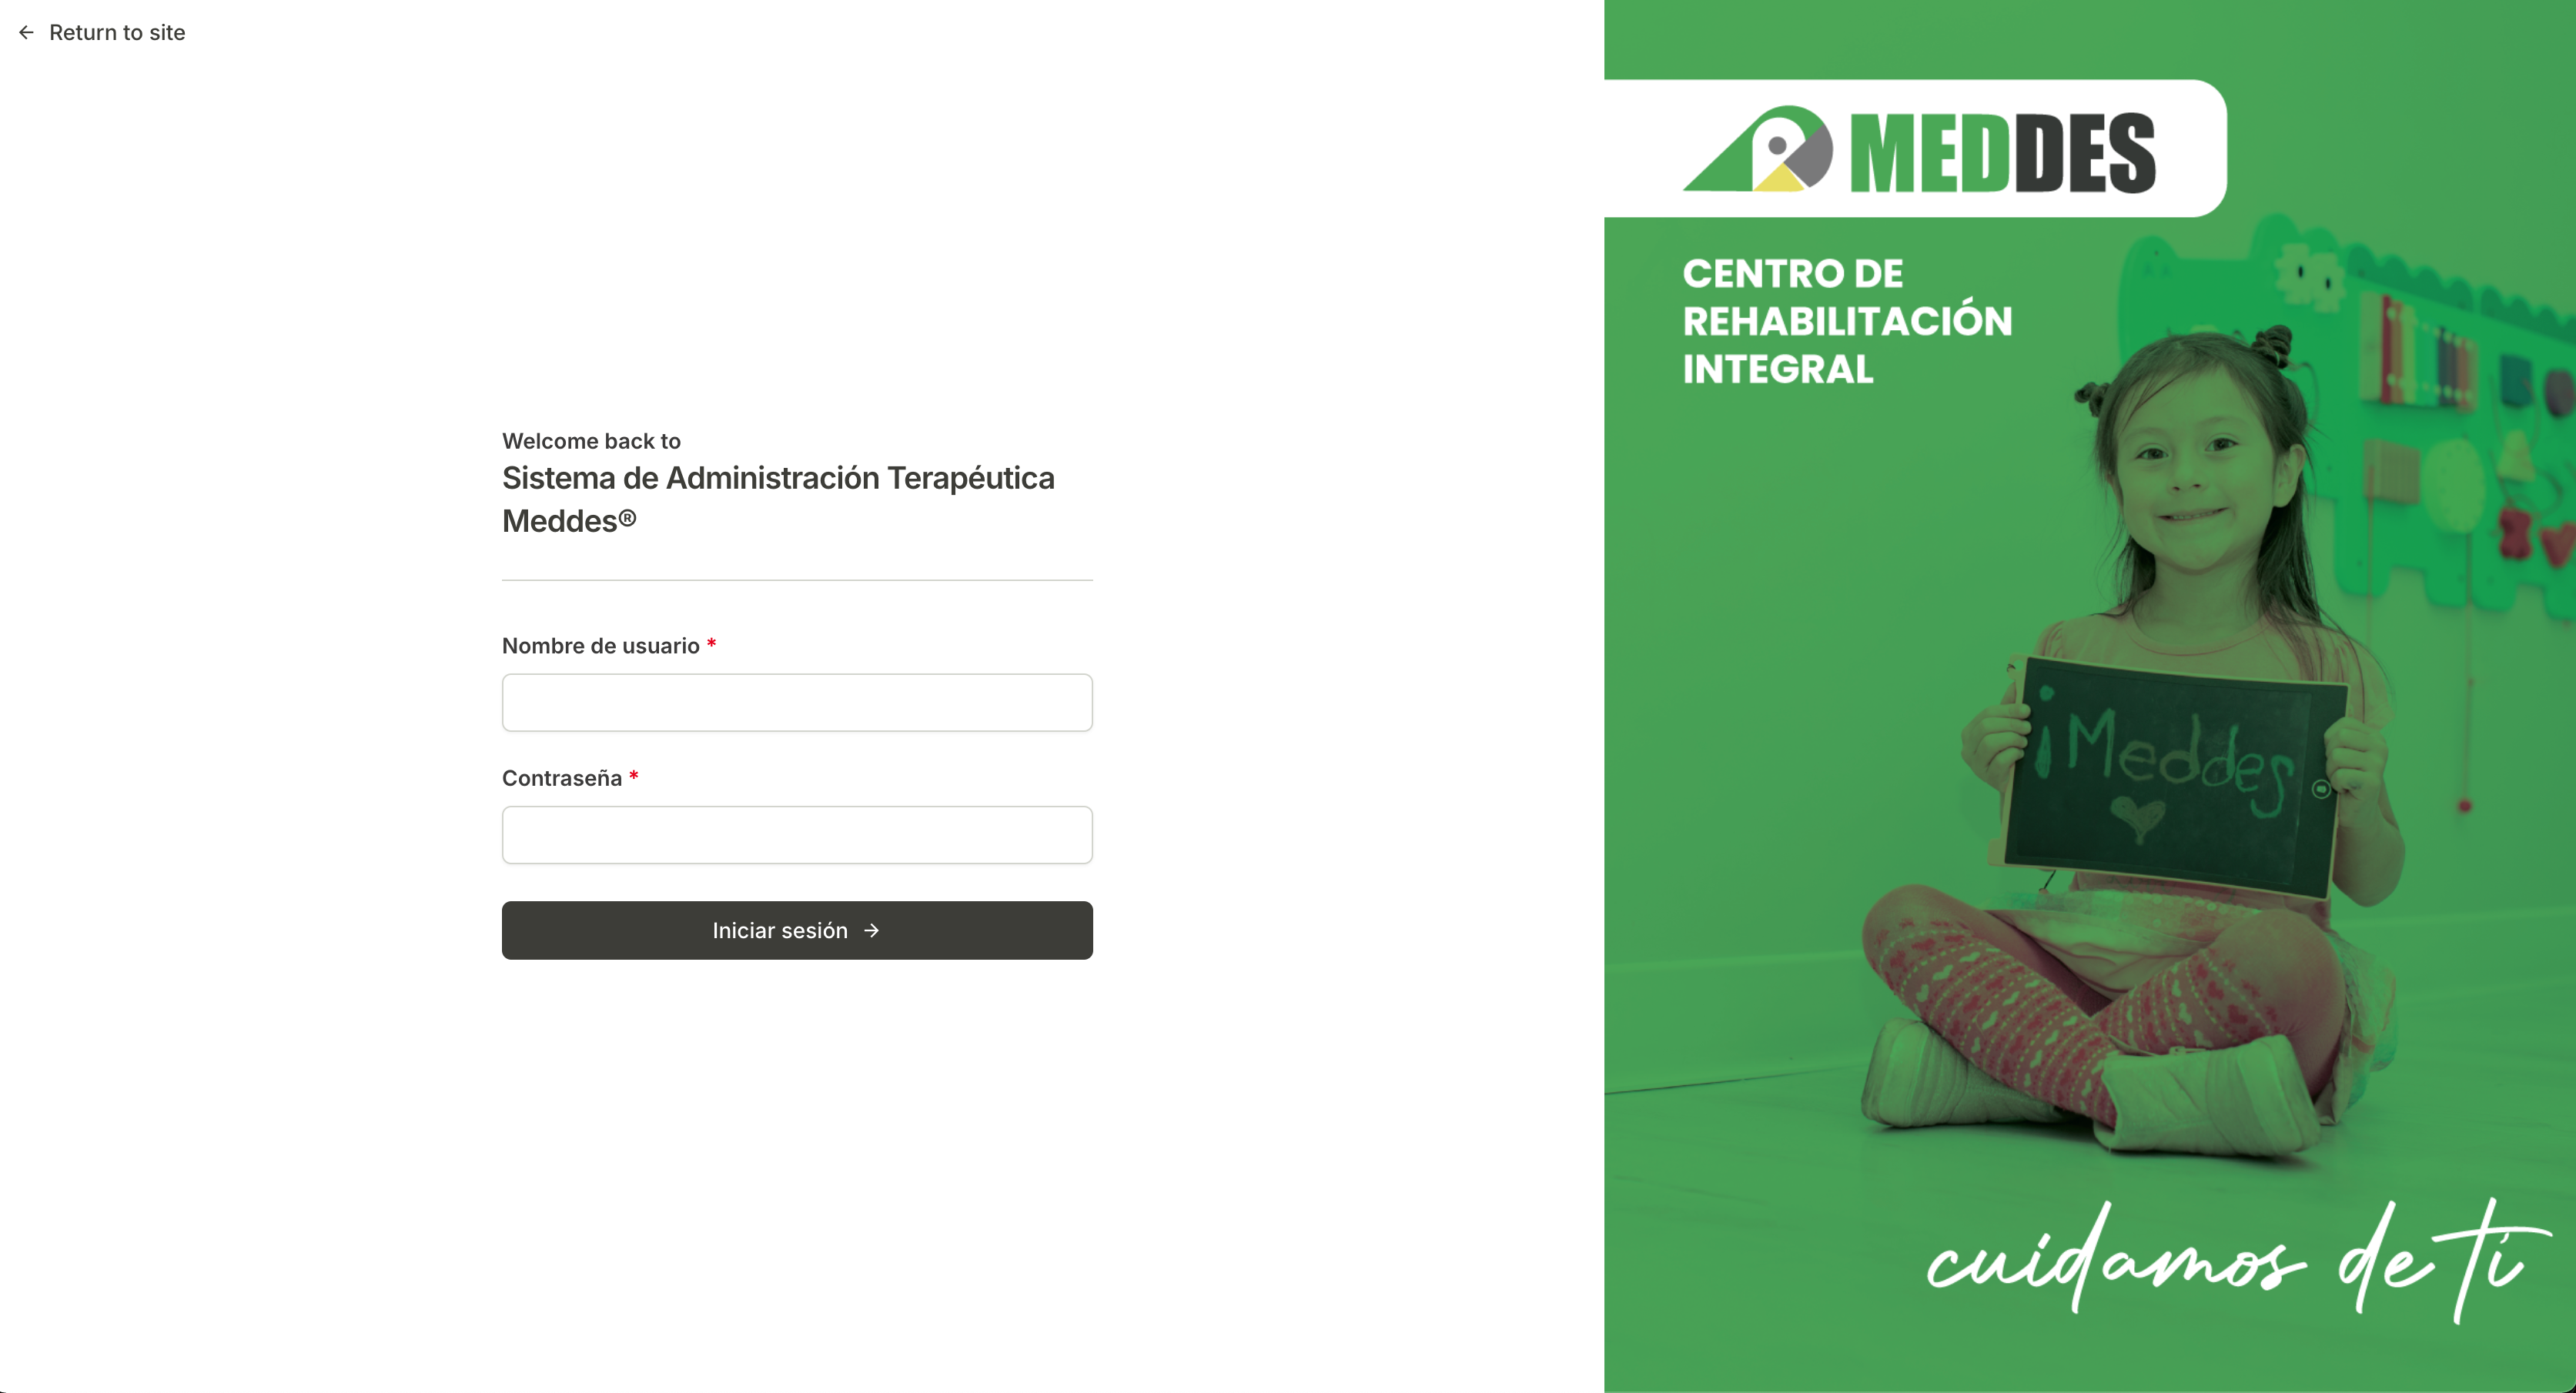 Return to site
Welcome back to
Sistema de Administración Terapéutica
Meddes®
Nombre de usuario *
Contraseña *
Iniciar sesión
MEDDES
CENTRO DE
REHABILITACIÓN
INTEGRAL
¡Meddes
cuidamos de ti